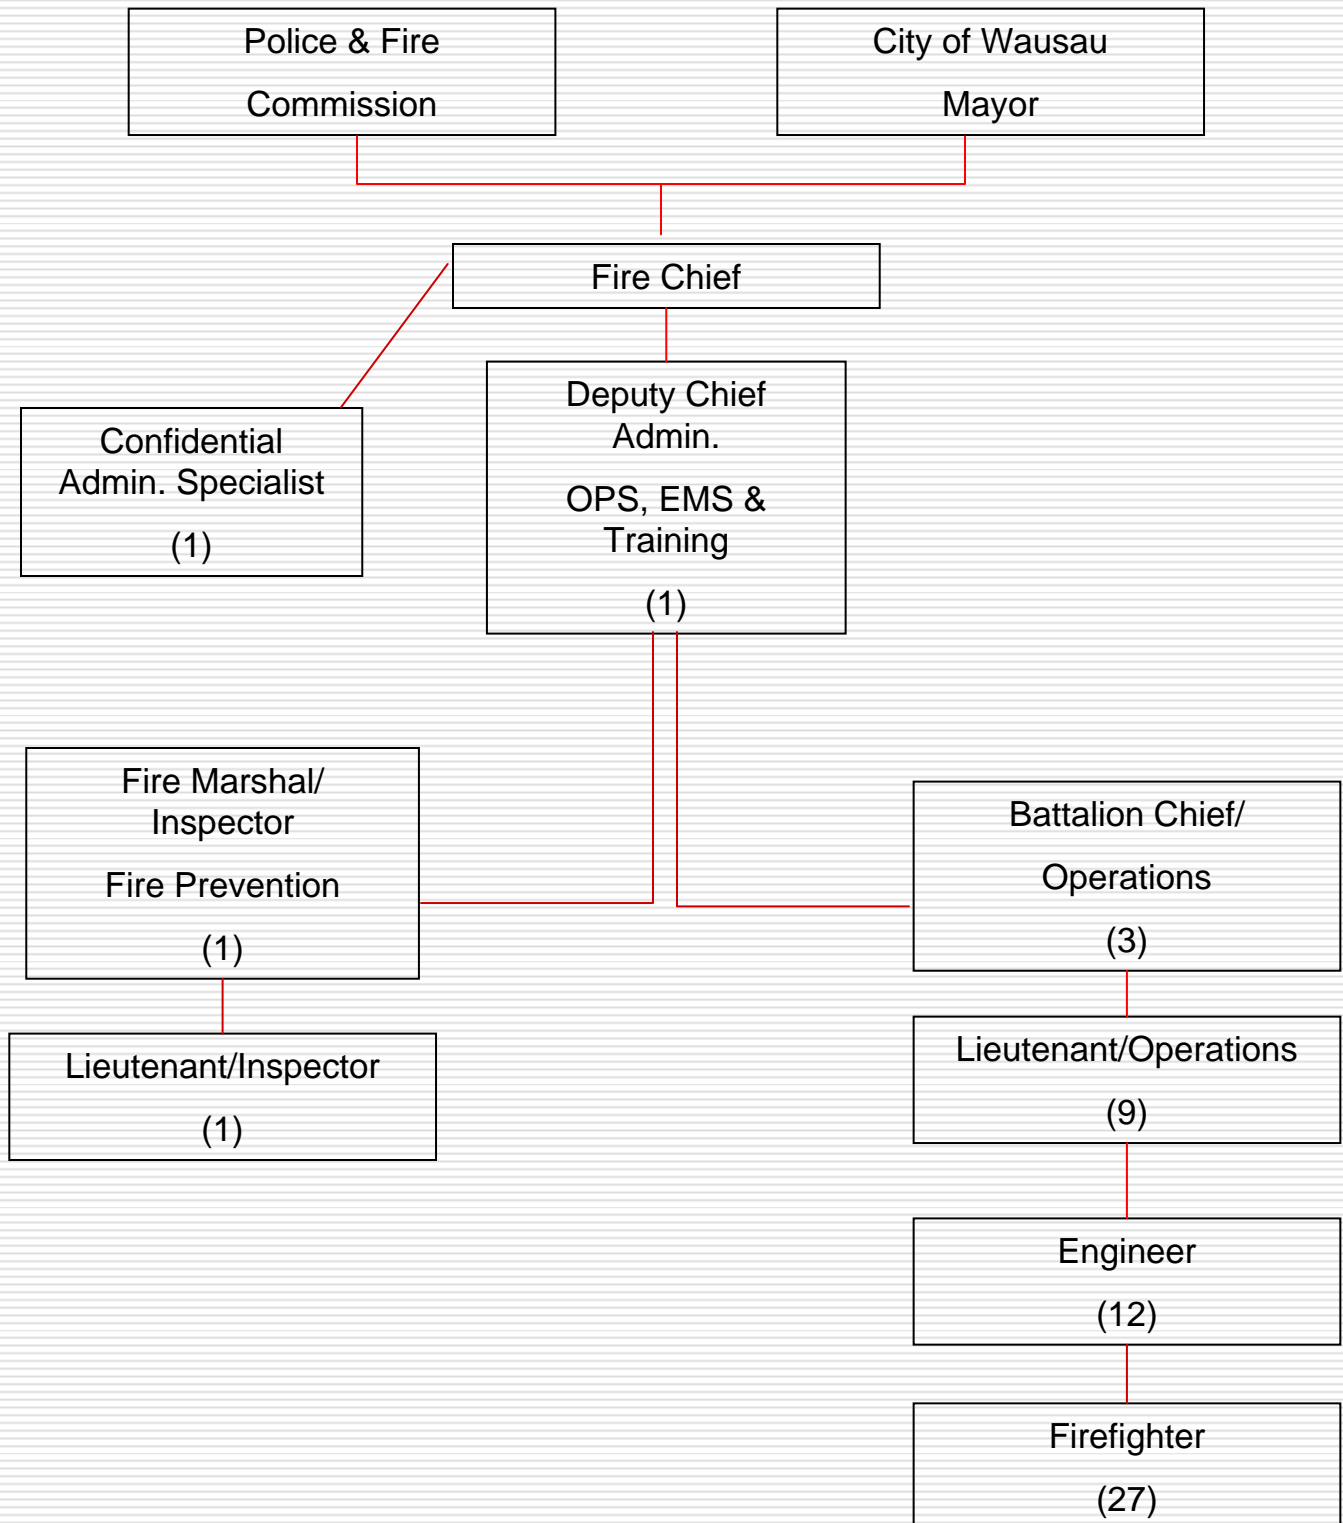 Police & Fire
Commission
City of Wausau
Mayor
Fire Chief
Deputy Chief
Admin.
OPS, EMS &
Training
(1)
Confidential
Admin. Specialist
(1)
Fire Marshal/
Inspector
Fire Prevention
(1)
Battalion Chief/
Operations
(3)
Lieutenant/Inspector
(1)
Lieutenant/Operations
(9)
Engineer
(12)
Firefighter
(27)